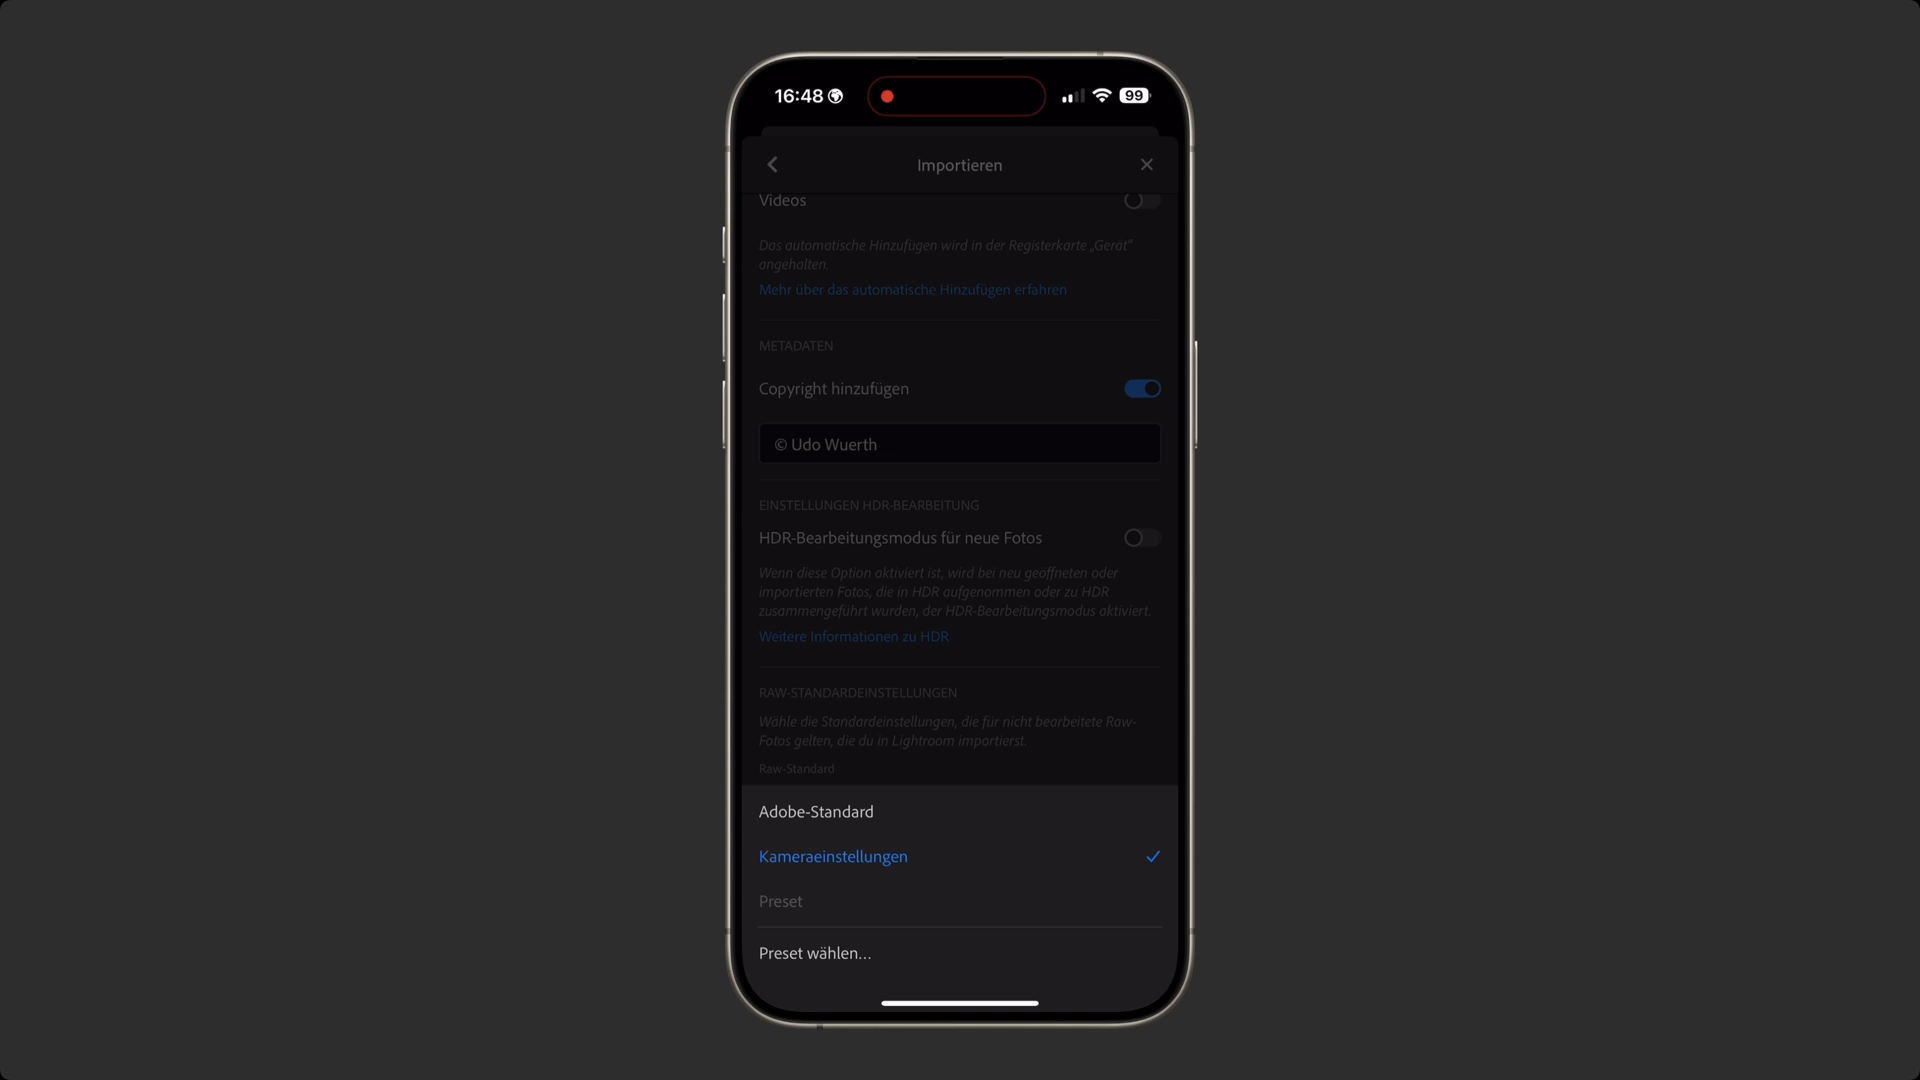 16:48
99
Importieren
Videos
Das automatische Hinzufügen wird in der Registerkarte „Gerät“
angehalten.
Mehr über das automatische Hinzufügen erfahren
METADATEN
Copyright hinzufügen
© Udo Wuerth
EINSTELLUNGEN HDR-BEARBEITUNG
HDR-Bearbeitungsmodus für neue Fotos
Wenn diese Option aktiviert ist, wird bei neu geöffneten oder
importierten Fotos, die in HDR aufgenommen oder zu HDR
zusammengeführt wurden, der HDR-Bearbeitungsmodus aktiviert.
Weitere Informationen zu HDR
RAW-STANDARDEINSTELLUNGEN
Wähle die Standardeinstellungen, die für nicht bearbeitete Raw-
Fotos gelten, die du in Lightroom importierst.
Raw-Standard
Adobe-Standard
Kameraeinstellungen
Preset
Preset wählen...